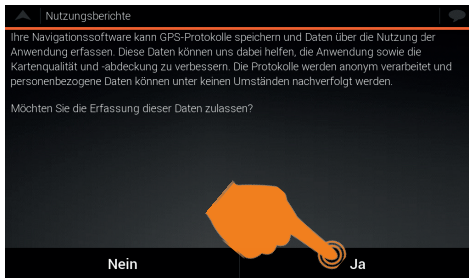 Nutzungsberichte
Ihre Navigationssoftware kann GPS-Protokolle speichern und Daten über die Nutzung der
Anwendung erfassen. Diese Daten können uns dabei helfen, die Anwendung sowie die
Kartenqualität und -abdeckung zu verbessern. Die Protokolle werden anonym verarbeitet und
personenbezogene Daten können unter keinen Umständen nachverfolgt werden.
Möchten Sie die Erfassung dieser Daten zulassen?
Nein
Ja